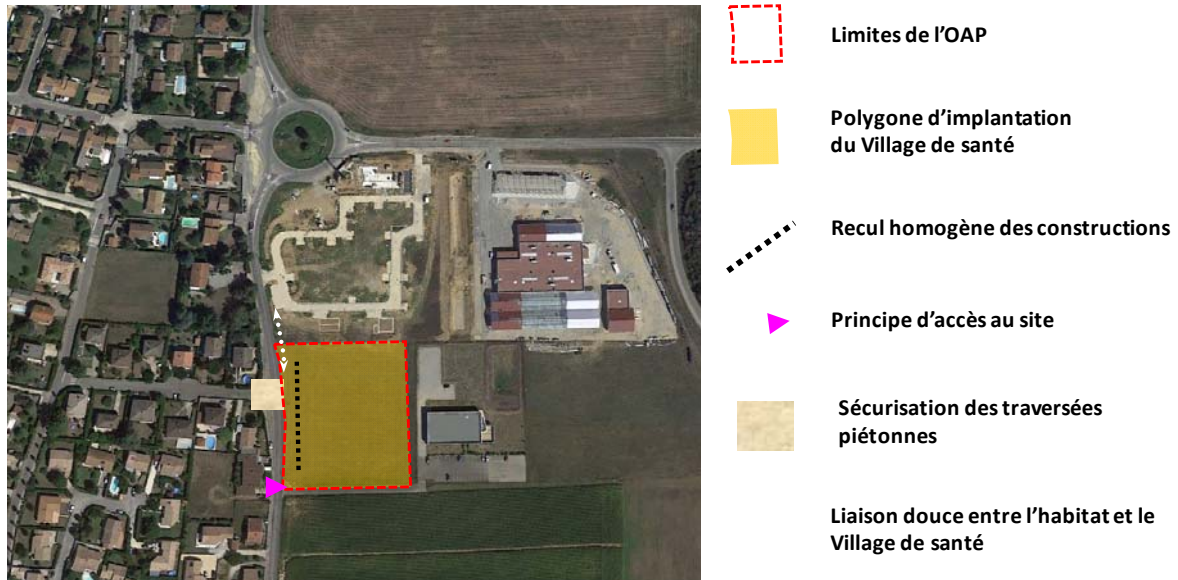 Limites de l'OAP
Polygone d'implantation
du Village de santé
Recul homogène des constructions
Principe d'accès au site
Sécurisation des traversées
piétonnes
Liaison douce entre l'habitat et le
Village de santé